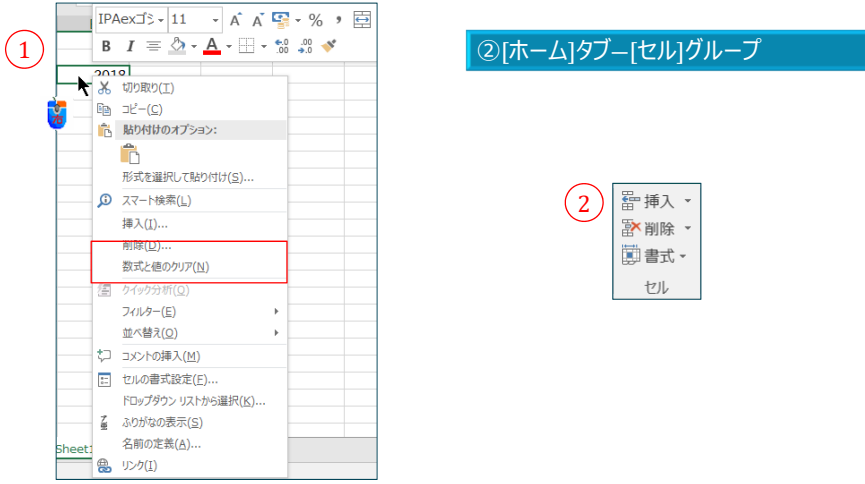 IPAexゴシ 11 A A % ,
B I A .00 .00
①
2018
切り取り(T)
コピー(C)
貼り付けのオプション:
形式を選択して貼り付け(S)...
スマート検索(L)
挿入(I)...
削除(D)...
数式と値のクリア(N)
クイック分析(Q)
フィルター(E)
並べ替え(O)
コメントの挿入(M)
セルの書式設定(F)...
ドロップダウン リストから選択(K)...
ふりがなの表示(S)
名前の定義(A)...
リンク(I)
Sheet1
②[ホーム]タブ–[セル]グループ
②
挿入
削除
書式
セル